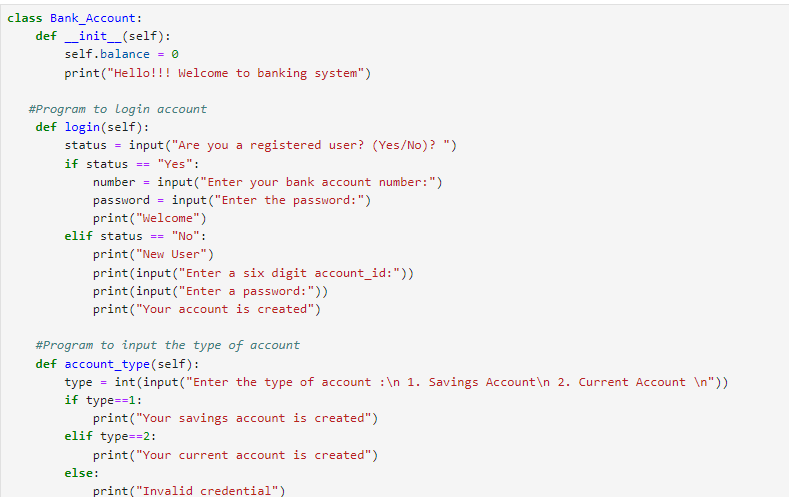 class Bank_Account:
    def __init__(self):
        self.balance = 0
        print("Hello!!! Welcome to banking system")

   #Program to login account
    def login(self):
        status = input("Are you a registered user? (Yes/No)? ")
        if status == "Yes":
            number = input("Enter your bank account number:")
            password = input("Enter the password:")
            print("Welcome")
        elif status == "No":
            print("New User")
            print(input("Enter a six digit account_id:"))
            print(input("Enter a password:"))
            print("Your account is created")

    #Program to input the type of account
    def account_type(self):
        type = int(input("Enter the type of account :\n 1. Savings Account\n 2. Current Account \n"))
        if type==1:
            print("Your savings account is created")
        elif type==2:
            print("Your current account is created")
        else:
            print("Invalid credential")